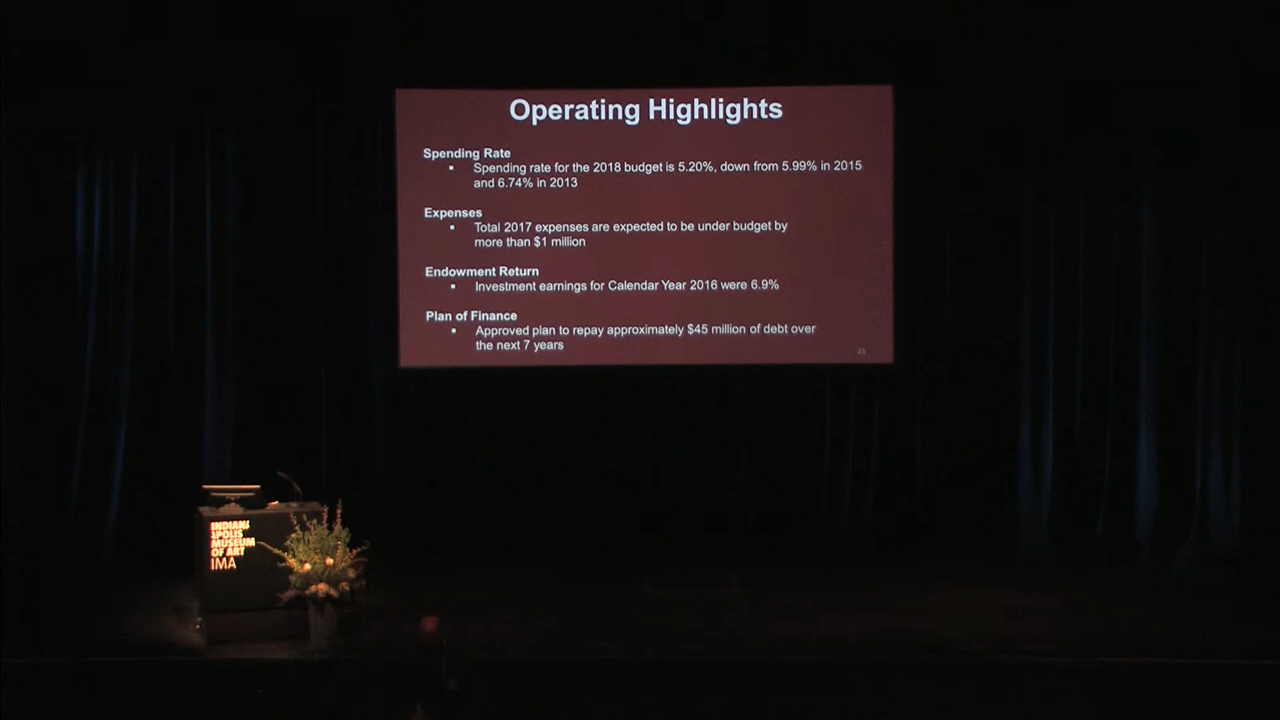 Operating Highlights
Spending Rate
▪ Spending rate for the 2018 budget is 5.20%, down from 5.99% in 2015
and 6.74% in 2013
Expenses
▪ Total 2017 expenses are expected to be under budget by
more than $1 million
Endowment Return
▪ Investment earnings for Calendar Year 2016 were 6.9%
Plan of Finance
▪ Approved plan to repay approximately $45 million of debt over
the next 7 years
25
INDIANA
APOLIS
MUSEUM
OF ART
IMA